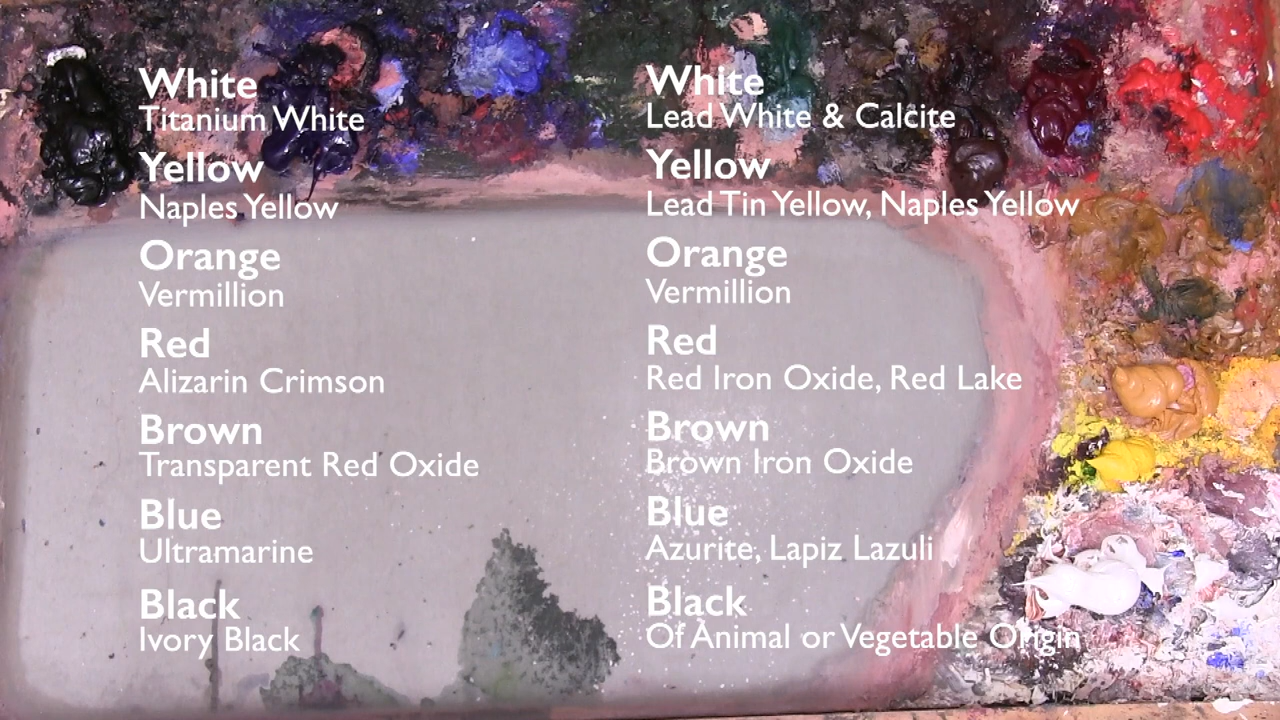 White
Titanium White
Yellow
Naples Yellow
Orange
Vermillion
Red
Alizarin Crimson
Brown
Transparent Red Oxide
Blue
Ultramarine
Black
Ivory Black
White
Lead White & Calcite
Yellow
Lead Tin Yellow, Naples Yellow
Orange
Vermillion
Red
Red Iron Oxide, Red Lake
Brown
Brown Iron Oxide
Blue
Azurite, Lapiz Lazuli
Black
Of Animal or Vegetable Origin